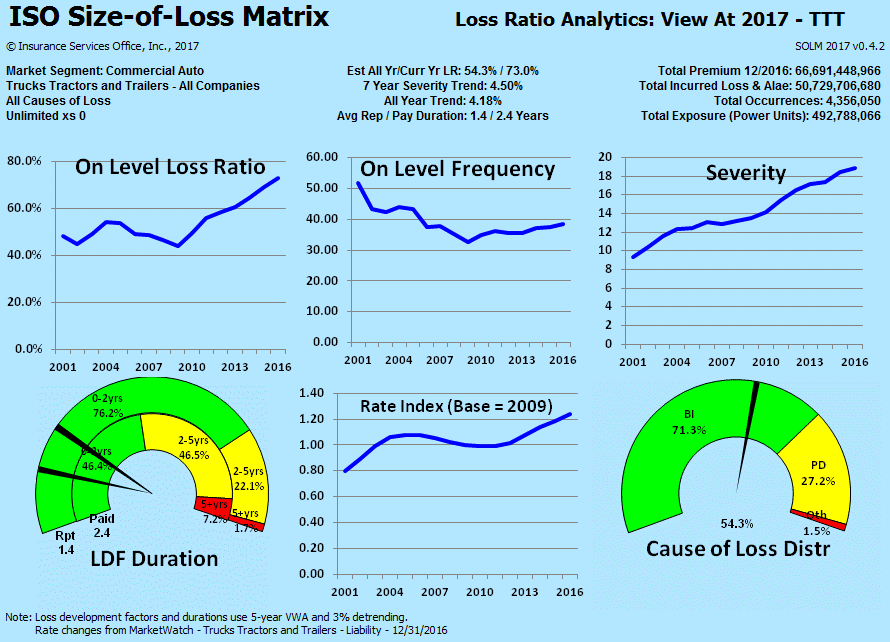 ISO Size-of-Loss Matrix
Loss Ratio Analytics: View At 2017 - TTT
© Insurance Services Office, Inc., 2017
SOLM 2017 v0.4.2
Market Segment: Commercial Auto
Trucks Tractors and Trailers - All Companies
All Causes of Loss
Unlimited xs 0
Est All Yr/Curr Yr LR: 54.3% / 73.0%
7 Year Severity Trend: 4.50%
All Year Trend: 4.18%
Avg Rep / Pay Duration: 1.4 / 2.4 Years
Total Premium 12/2016: 66,691,448,966
Total Incurred Loss & Alae: 50,729,706,680
Total Occurrences: 4,356,050
Total Exposure (Power Units): 492,788,066
On Level Loss Ratio
80.0%
60.0%
40.0%
20.0%
0.0%
2001 2004 2007 2010 2013 2016
On Level Frequency
60.00
50.00
40.00
30.00
20.00
10.00
0.00
2001 2004 2007 2010 2013 2016
Severity
20
18
16
14
12
10
8
6
4
2
0
2001 2004 2007 2010 2013 2016
0-2yrs
76.2%
46.4%
2-5yrs
46.5%
2-5yrs
22.1%
5+yrs
7.2%
5+yrs
1.7%
Paid
2.4
Rpt
1.4
LDF Duration
Rate Index (Base = 2009)
1.40
1.20
1.00
0.80
0.60
0.40
0.20
0.00
2001 2004 2007 2010 2013 2016
BI
71.3%
PD
27.2%
Oth
1.5%
54.3%
Cause of Loss Distr
Note: Loss development factors and durations use 5-year VWA and 3% detrending.
Rate changes from MarketWatch - Trucks Tractors and Trailers - Liability - 12/31/2016